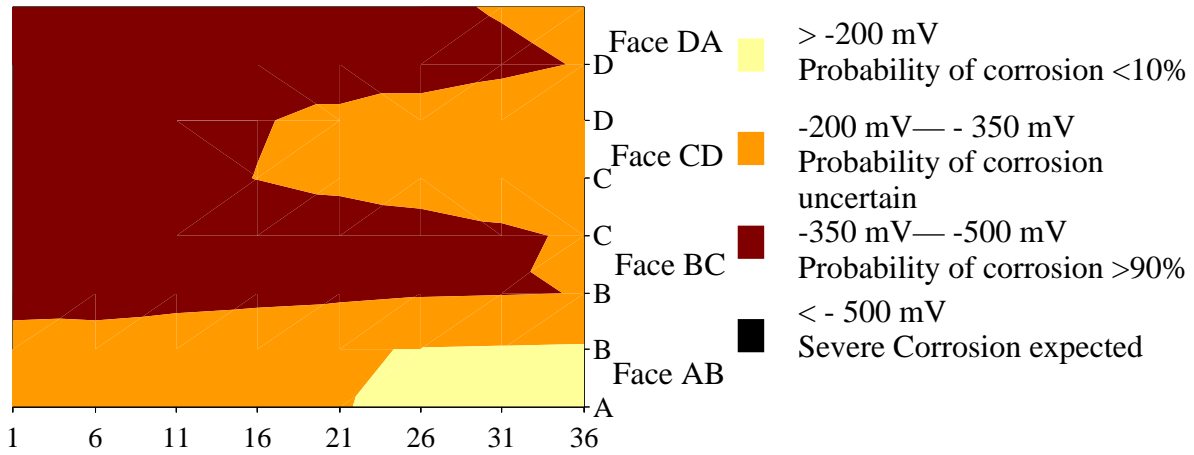 Face DA
D
D
Face CD
C
C
Face BC
B
B
Face AB
A
1 6 11 16 21 26 31 36
> -200 mV
Probability of corrosion <10%
-200 mV— - 350 mV
Probability of corrosion
uncertain
-350 mV— -500 mV
Probability of corrosion >90%
< - 500 mV
Severe Corrosion expected